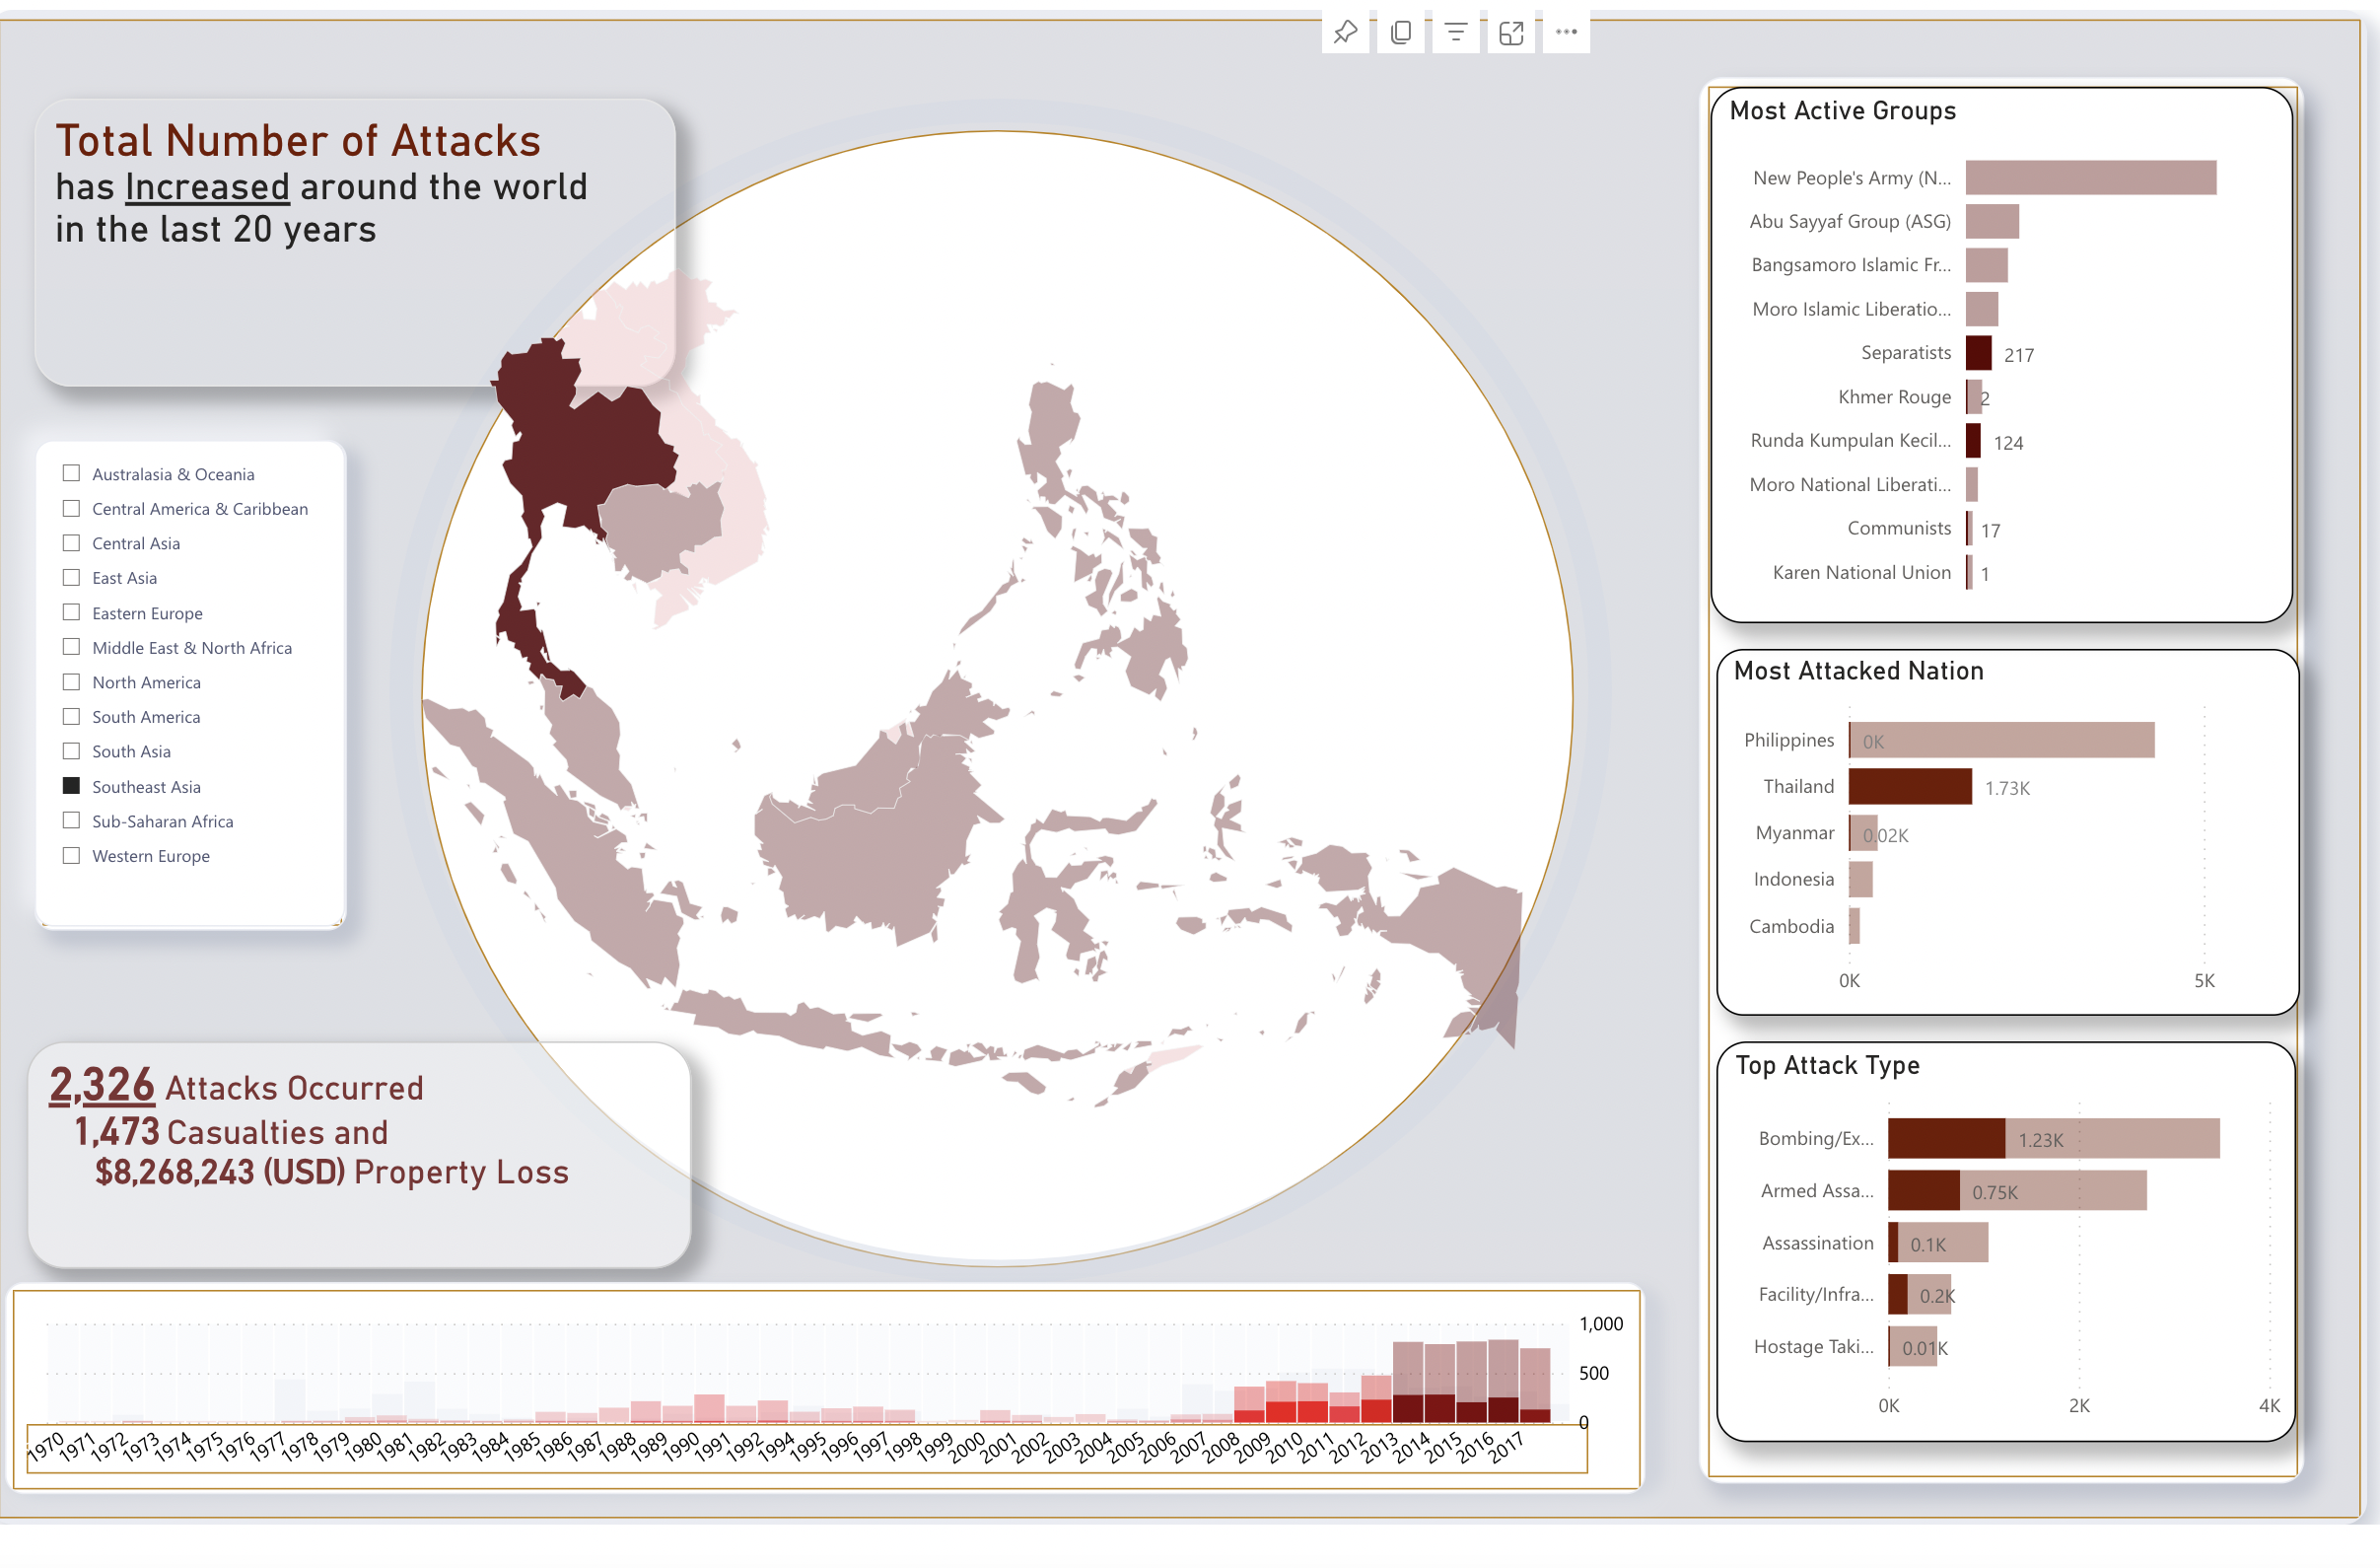 Total Number of Attacks
has Increased around the world
in the last 20 years
Australasia & Oceania
Central America & Caribbean
Central Asia
East Asia
Eastern Europe
Middle East & North Africa
North America
South America
South Asia
Southeast Asia
Sub-Saharan Africa
Western Europe
2,326 Attacks Occurred
1,473 Casualties and
$8,268,243 (USD) Property Loss
1,000
500
0
1970 1971 1972 1973 1974 1975 1976 1977 1978 1979 1980 1981 1982 1983 1984 1985 1986 1987 1988 1989 1990 1991 1992 1994 1995 1996 1997 1998 1999 2000 2001 2002 2003 2004 2005 2006 2007 2008 2009 2010 2011 2012 2013 2014 2015 2016 2017
Most Active Groups
New People's Army (N...
Abu Sayyaf Group (ASG)
Bangsamoro Islamic Fr...
Moro Islamic Liberatio...
Separatists 217
Khmer Rouge 2
Runda Kumpulan Kecil... 124
Moro National Liberati...
Communists 17
Karen National Union 1
Most Attacked Nation
Philippines 0K
Thailand 1.73K
Myanmar 0.02K
Indonesia
Cambodia
0K 5K
Top Attack Type
Bombing/Ex... 1.23K
Armed Assa... 0.75K
Assassination 0.1K
Facility/Infra... 0.2K
Hostage Taki... 0.01K
0K 2K 4K